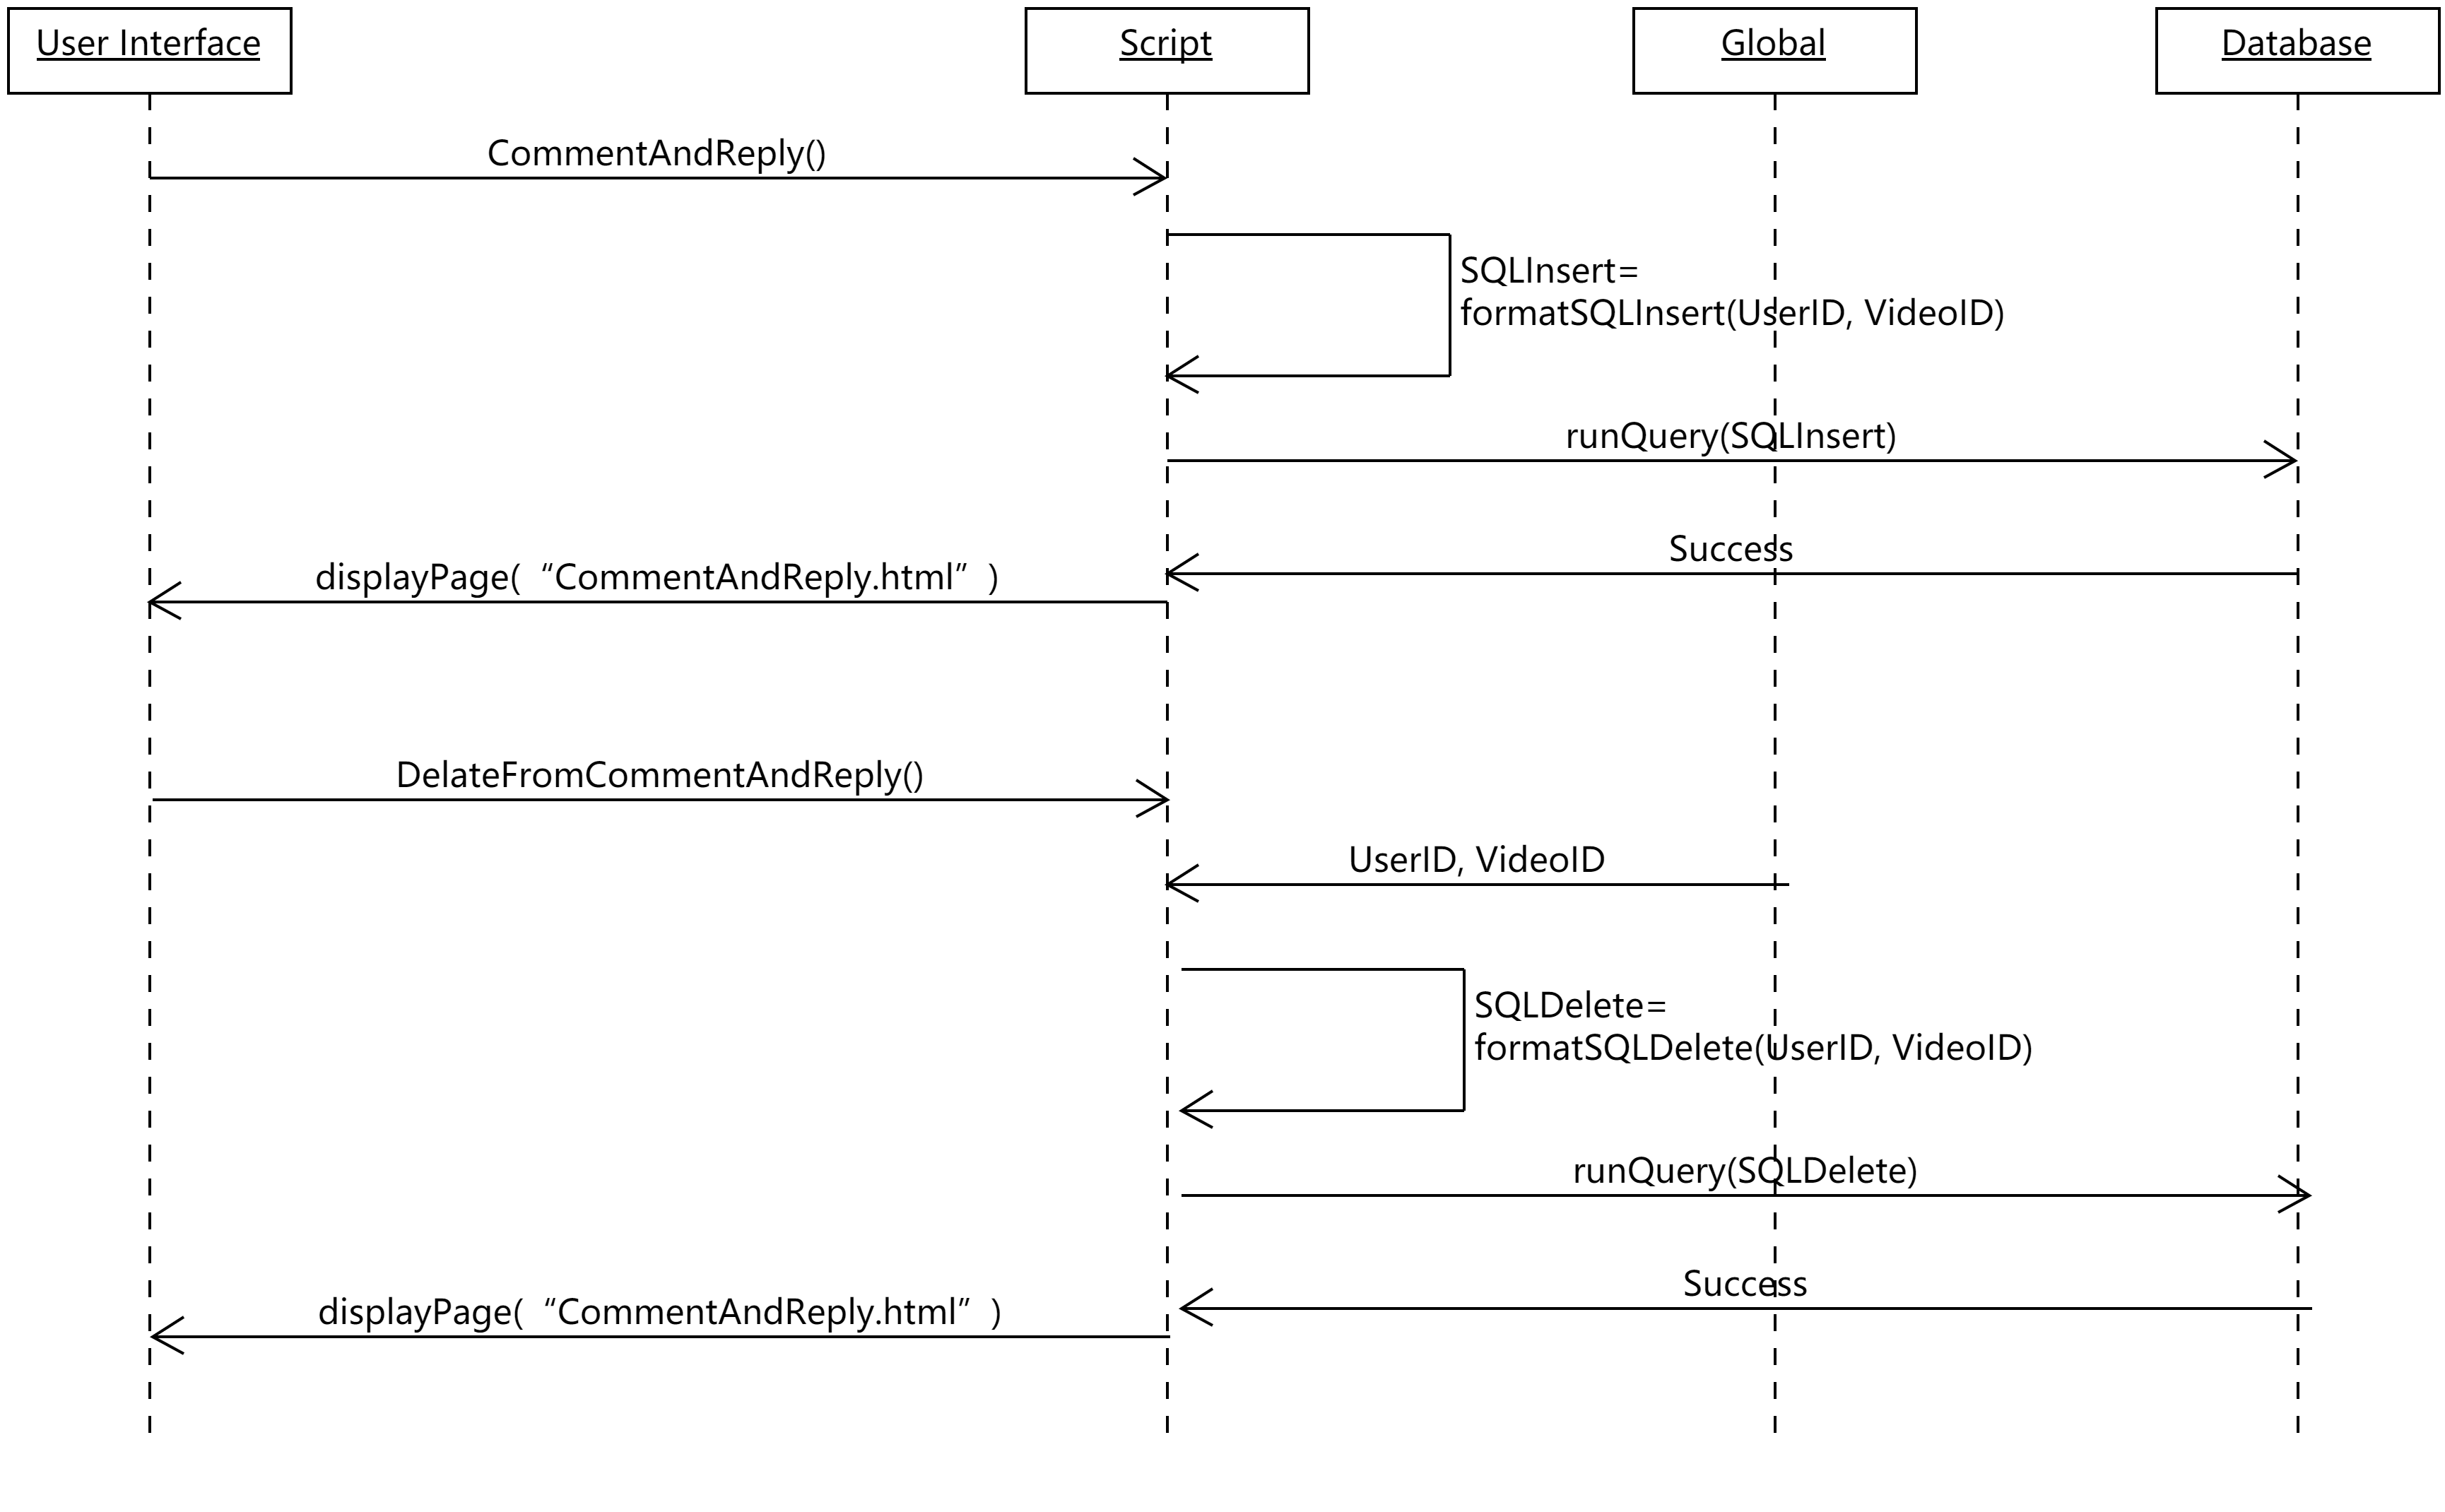 User Interface
Script
Global
Database
CommentAndReply()
SQLInsert=
formatSQLInsert(UserID, VideoID)
runQuery(SQLInsert)
Success
displayPage( “CommentAndReply.html” )
DelateFromCommentAndReply()
UserID, VideoID
SQLDelete=
formatSQLDelete(UserID, VideoID)
runQuery(SQLDelete)
Success
displayPage( “CommentAndReply.html” )